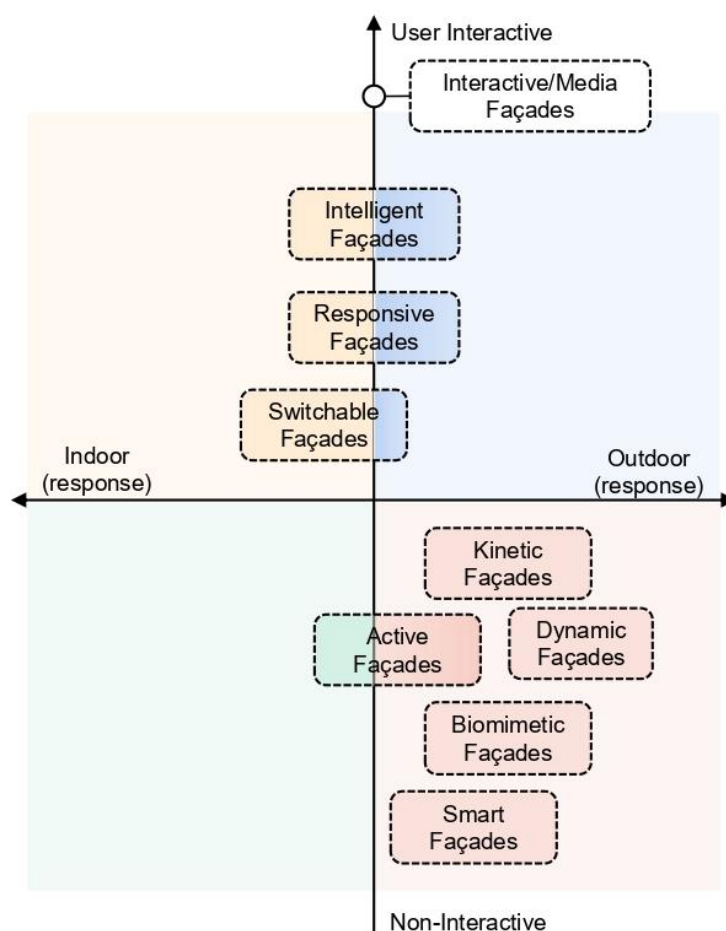 User Interactive
Interactive/Media
Façades
Intelligent
Façades
Responsive
Façades
Switchable
Façades
Indoor
(response)
Outdoor
(response)
Kinetic
Façades
Active
Façades
Dynamic
Façades
Biomimetic
Façades
Smart
Façades
Non-Interactive